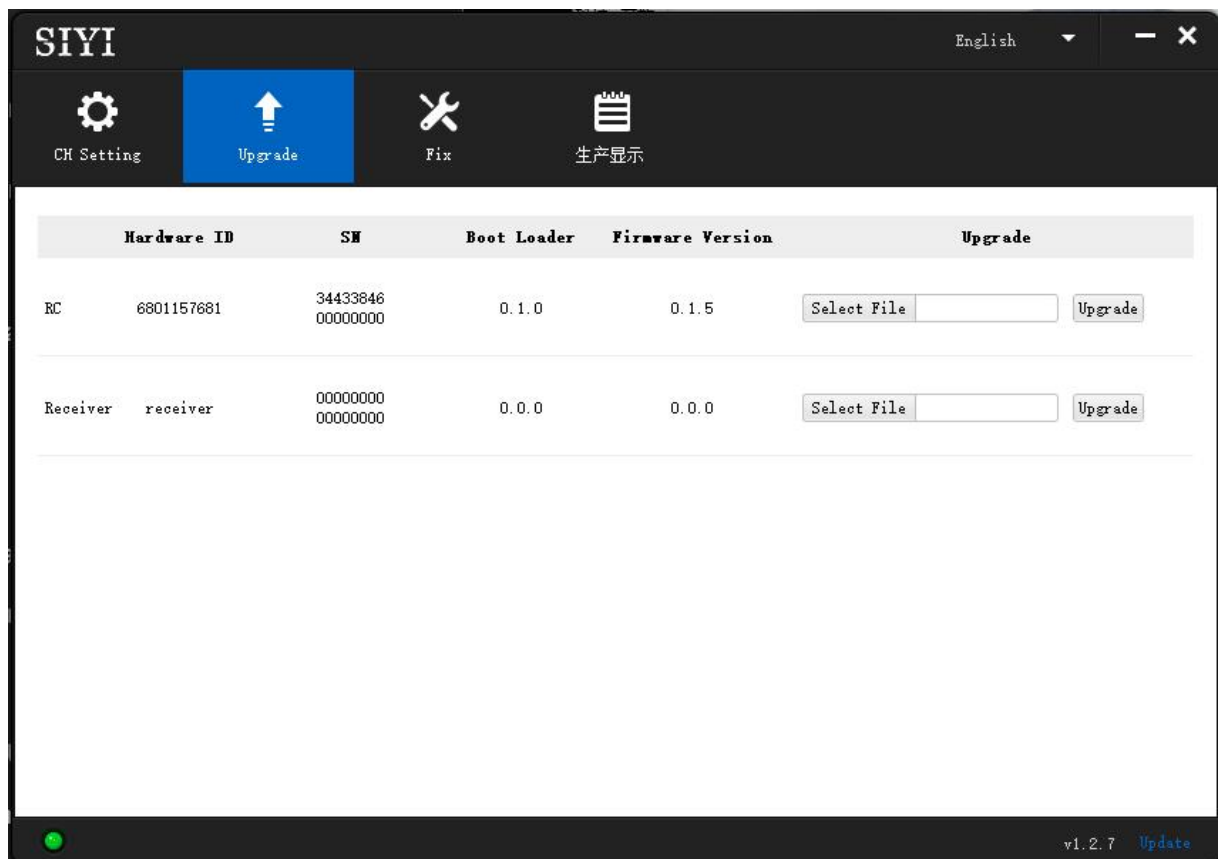 SIYI
English
CH Setting
Upgrade
Fix
生产显示
Hardware ID SN Boot Loader Firmware Version Upgrade
RC 6801157681 34433846 00000000 0.1.0 0.1.5 Select File Upgrade
Receiver receiver 00000000 00000000 0.0.0 0.0.0 Select File Upgrade
v1.2.7 Update